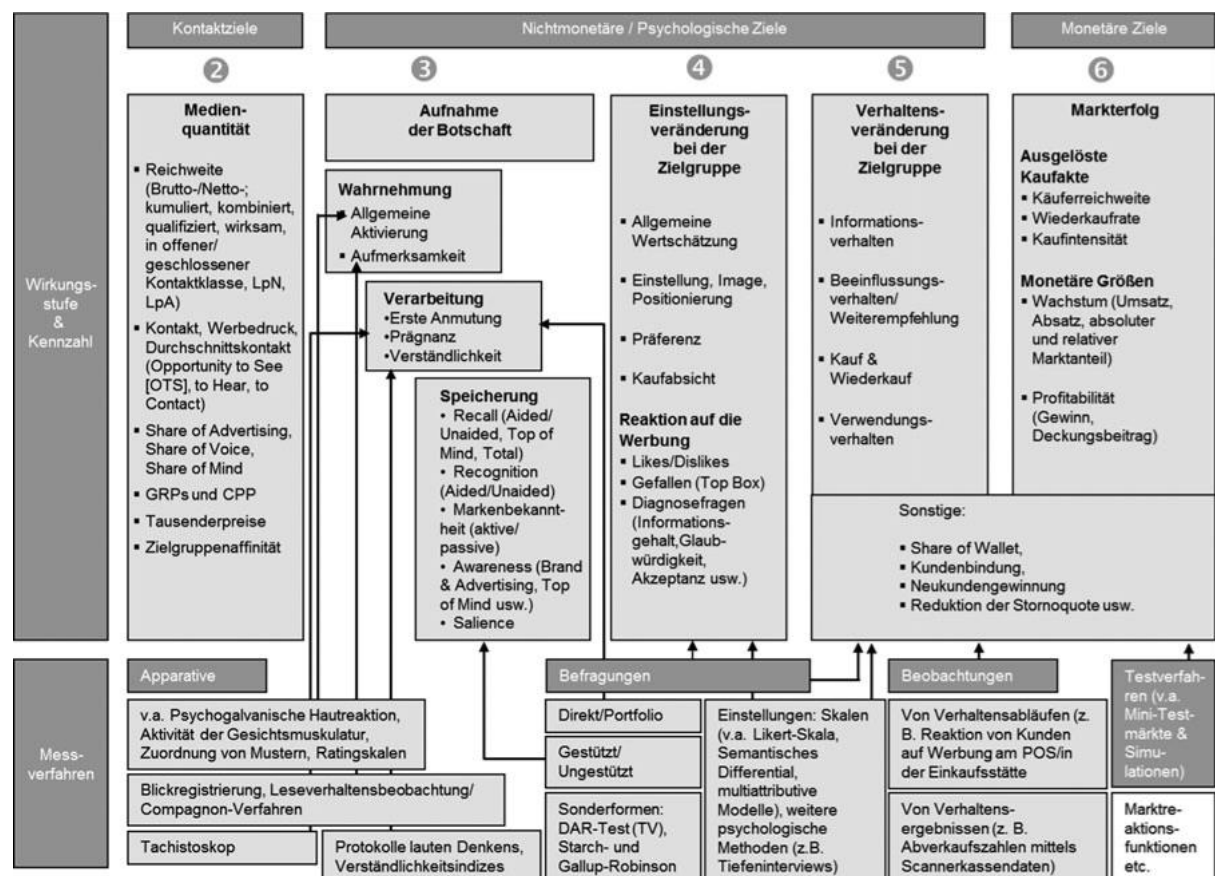 Kontaktziele
Nichtmonetäre / Psychologische Ziele
Monetäre Ziele
2
3
4
5
6
Wirkungs-
stufe
&
Kennzahl
Medien-
quantität
▪ Reichweite
(Brutto-/Netto-;
kumuliert, kombiniert,
qualifiziert, wirksam,
in offener/
geschlossener
Kontaktklasse, LpN,
LpA)
▪ Kontakt, Werbedruck,
Durchschnittskontakt
(Opportunity to See
[OTS], to Hear, to
Contact)
▪ Share of Advertising,
Share of Voice,
Share of Mind
▪ GRPs und CPP
▪ Tausenderpreise
▪ Zielgruppenaffinität
Aufnahme
der Botschaft
Wahrnehmung
▪ Allgemeine
Aktivierung
▪ Aufmerksamkeit
Verarbeitung
•Erste Anmutung
•Prägnanz
•Verständlichkeit
Speicherung
• Recall (Aided/
Unaided, Top of
Mind, Total)
• Recognition
(Aided/Unaided)
• Markenbekannt-
heit (aktive/
passive)
• Awareness (Brand
& Advertising, Top
of Mind usw.)
• Salience
Einstellungs-
veränderung
bei der
Zielgruppe
▪ Allgemeine
Wertschätzung
▪ Einstellung, Image,
Positionierung
▪ Präferenz
▪ Kaufabsicht
Reaktion auf die
Werbung
▪ Likes/Dislikes
▪ Gefallen (Top Box)
▪ Diagnosefragen
(Informations-
gehalt,Glaub-
würdigkeit,
Akzeptanz usw.)
Verhaltens-
veränderung
bei der
Zielgruppe
▪ Informations-
verhalten
▪ Beeinflussungs-
verhalten/
Weiterempfehlung
▪ Kauf &
Wiederkauf
▪ Verwendungs-
verhalten
Markterfolg
Ausgelöste
Kaufakte
▪ Käuferreichweite
▪ Wiederkaufrate
▪ Kaufintensität
Monetäre Größen
▪ Wachstum (Umsatz,
Absatz, absoluter
und relativer
Marktanteil)
▪ Profitabilität
(Gewinn,
Deckungsbeitrag)
Sonstige:
▪ Share of Wallet,
▪ Kundenbindung,
▪ Neukundengewinnung
▪ Reduktion der Stornoquote usw.
Mess-
verfahren
Apparative
v.a. Psychogalvanische Hautreaktion,
Aktivität der Gesichtsmuskulatur,
Zuordnung von Mustern, Ratingskalen
Blickregistrierung, Leseverhaltensbeobachtung/
Compagnon-Verfahren
Tachistoskop
Protokolle lauten Denkens,
Verständlichkeitsindizes
Befragungen
Direkt/Portfolio
Gestützt/
Ungestützt
Sonderformen:
DAR-Test (TV),
Starch- und
Gallup-Robinson
Einstellungen: Skalen
(v.a. Likert-Skala,
Semantisches
Differential,
multiattributive
Modelle), weitere
psychologische
Methoden (z.B.
Tiefeninterviews)
Beobachtungen
Von Verhaltensabläufen (z.
B. Reaktion von Kunden
auf Werbung am POS/in
der Einkaufsstätte
Von Verhaltens-
ergebnissen (z. B.
Abverkaufszahlen mittels
Scannerkassendaten)
Testverfah-
ren (v.a.
Mini-Test-
märkte &
Simu-
lationen)
Marktre-
aktions-
funktionen
etc.